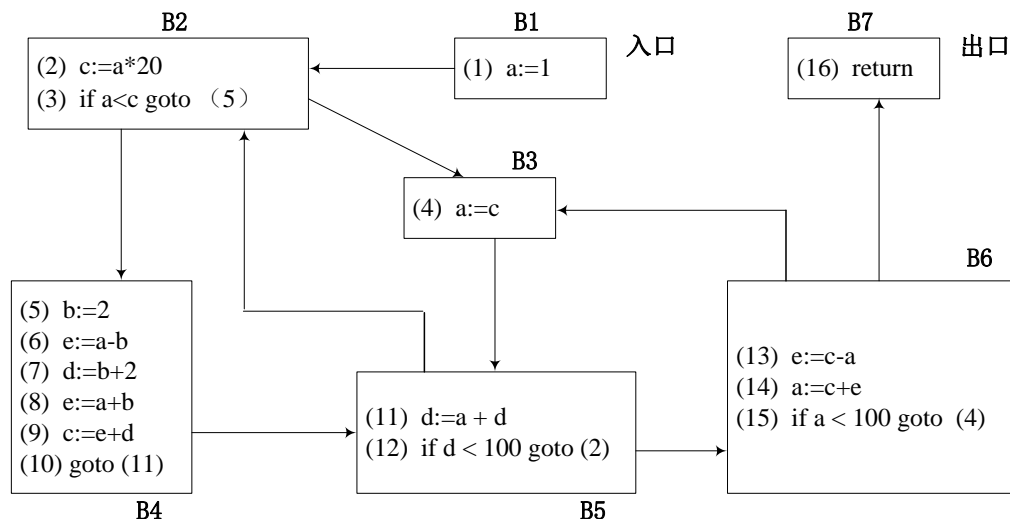 B2
(2) c:=a*20
(3) if a<c goto （5）
B1
入口
(1) a:=1
B7
出口
(16) return
B3
(4) a:=c
B4
(5) b:=2
(6) e:=a-b
(7) d:=b+2
(8) e:=a+b
(9) c:=e+d
(10) goto (11)
B5
(11) d:=a + d
(12) if d < 100 goto (2)
B6
(13) e:=c-a
(14) a:=c+e
(15) if a < 100 goto (4)